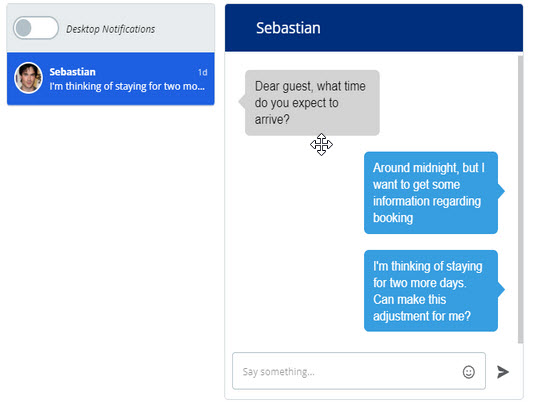 Desktop Notifications
Sebastian 1d
I'm thinking of staying for two mo...
Sebastian
Dear guest, what time
do you expect to
arrive?
Around midnight, but I
want to get some
information regarding
booking
I'm thinking of staying
for two more days.
Can make this
adjustment for me?
Say something...